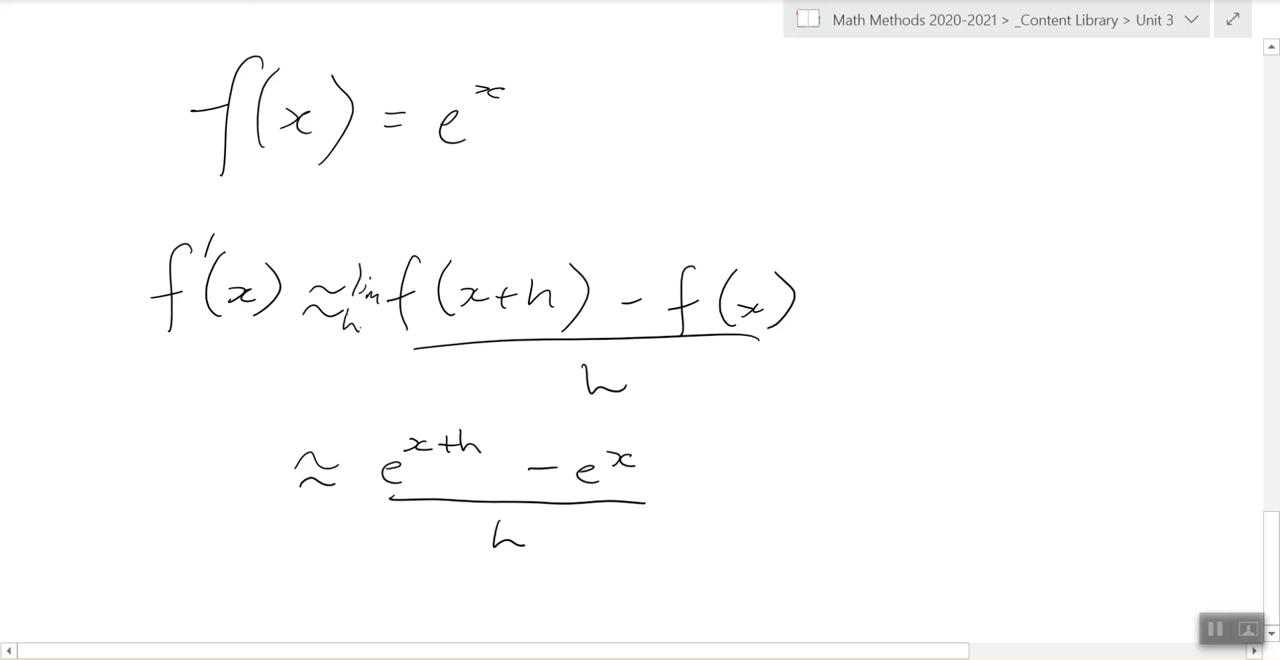 Math Methods 2020-2021 > _Content Library > Unit 3
f(x) = e^x
f'(x) ≈ lim h f(x+h) - f(x)
h
≈ e^{x+h} - e^x
h